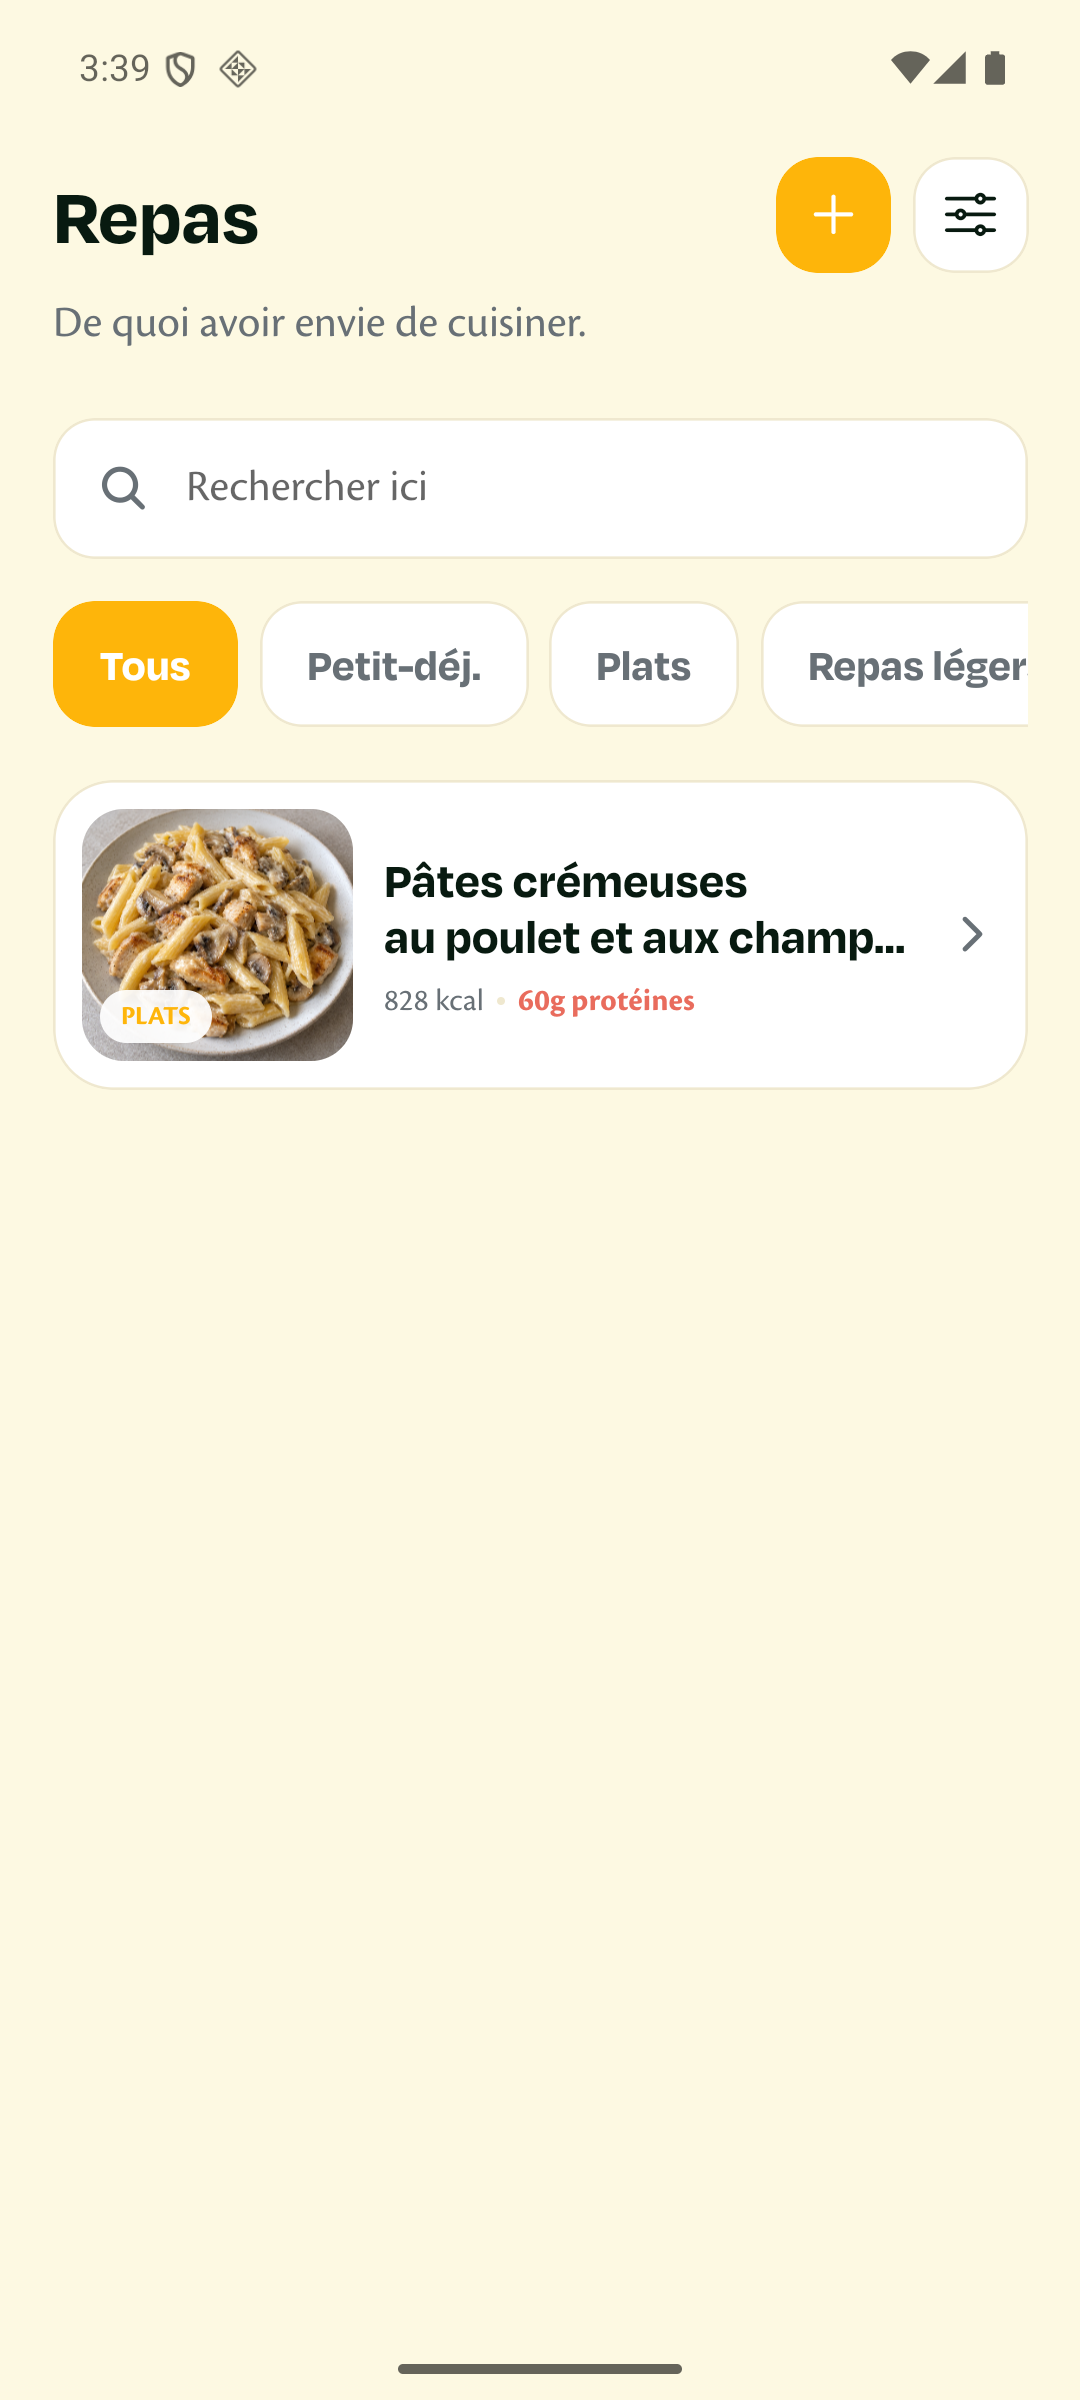 3:39
Repas
De quoi avoir envie de cuisiner.
Rechercher ici
Tous
Petit-déj.
Plats
Repas léger
Pâtes crémeuses
au poulet et aux champ...
828 kcal • 60g protéines
PLATS